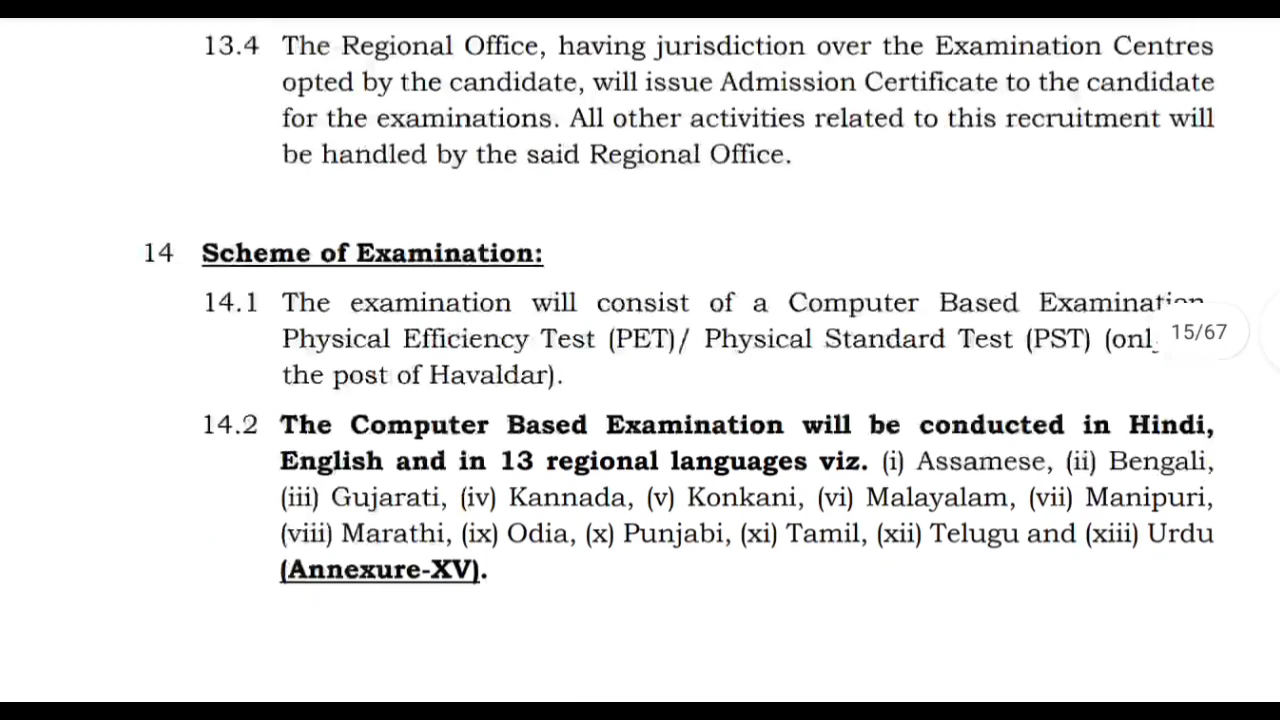 13.4 The Regional Office, having jurisdiction over the Examination Centres
opted by the candidate, will issue Admission Certificate to the candidate
for the examinations. All other activities related to this recruitment will
be handled by the said Regional Office.
14 Scheme of Examination:
14.1 The examination will consist of a Computer Based Examination
Physical Efficiency Test (PET)/ Physical Standard Test (PST)
15/67
the post of Havaldar).
14.2 The Computer Based Examination will be conducted in Hindi,
English and in 13 regional languages viz. (i) Assamese, (ii) Bengali,
(iii) Gujarati, (iv) Kannada, (v) Konkani, (vi) Malayalam, (vii) Manipuri,
(viii) Marathi, (ix) Odia, (x) Punjabi, (xi) Tamil, (xii) Telugu and (xiii) Urdu
(Annexure-XV).